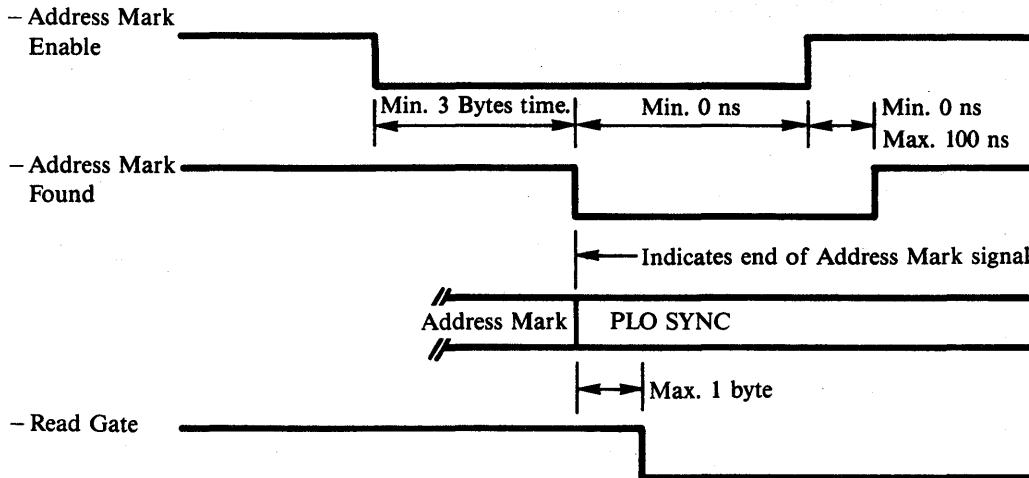 – Address Mark
Enable
Min. 3 Bytes time.
Min. 0 ns
Min. 0 ns
Max. 100 ns
– Address Mark
Found
Indicates end of Address Mark signal
Address Mark
PLO SYNC
Max. 1 byte
– Read Gate